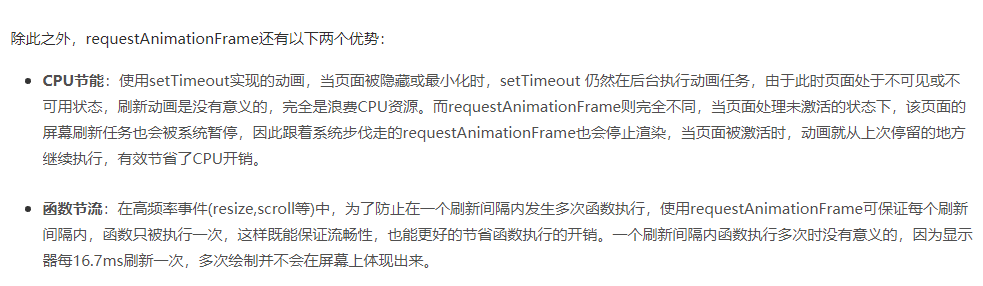 除此之外，requestAnimationFrame还有以下两个优势：
CPU节能：使用setTimeout实现的动画，当页面被隐藏或最小化时，setTimeout 仍然在后台执行动画任务，由于此时页面处于不可见或不
可用状态，刷新动画是没有意义的，完全是浪费CPU资源。而requestAnimationFrame则完全不同，当页面处理未激活的状态下，该页面的
屏幕刷新任务也会被系统暂停，因此跟着系统步伐走的requestAnimationFrame也会停止渲染，当页面被激活时，动画就从上次停留的地方
继续执行，有效节省了CPU开销。
函数节流：在高频率事件(resize,scroll等)中，为了防止在一个刷新间隔内发生多次函数执行，使用requestAnimationFrame可保证每个刷新
间隔内，函数只被执行一次，这样既能保证流畅性，也能更好的节省函数执行的开销。一个刷新间隔内函数执行多次时没有意义的，因为显示
器每16.7ms刷新一次，多次绘制并不会在屏幕上体现出来。